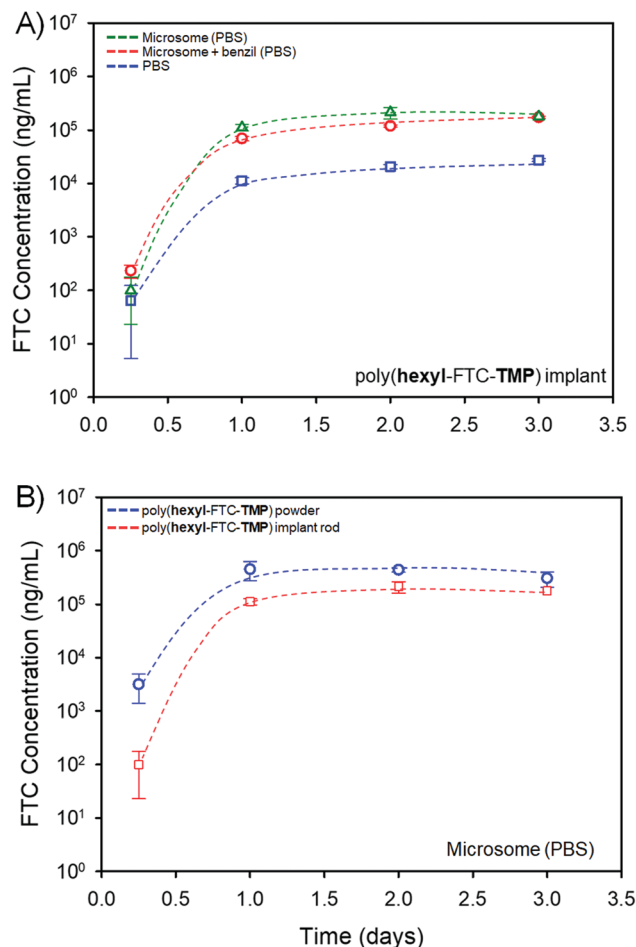 A)
Microsome (PBS)
Microsome + benzil (PBS)
PBS
FTC Concentration (ng/mL)
10⁷
10⁶
10⁵
10⁴
10³
10²
10¹
10⁰
poly(hexyl-FTC-TMP) implant
0.0 0.5 1.0 1.5 2.0 2.5 3.0 3.5
B)
poly(hexyl-FTC-TMP) powder
poly(hexyl-FTC-TMP) implant rod
FTC Concentration (ng/mL)
10⁷
10⁶
10⁵
10⁴
10³
10²
10¹
10⁰
Microsome (PBS)
0.0 0.5 1.0 1.5 2.0 2.5 3.0 3.5
Time (days)